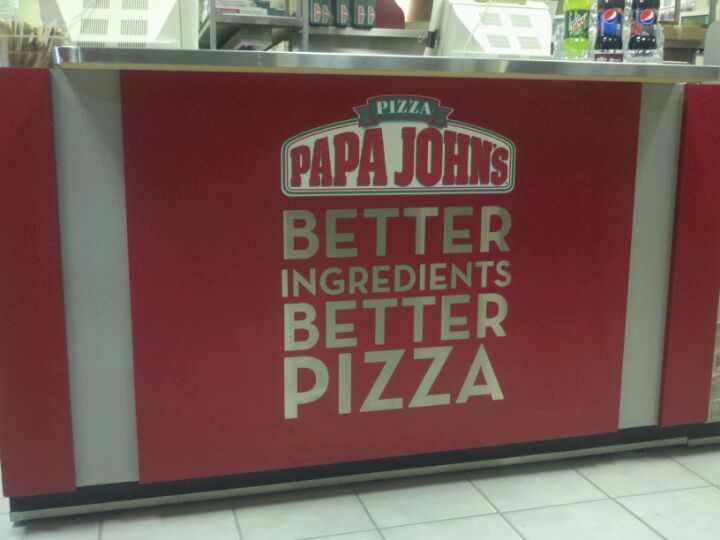 PIZZA
PAPA JOHN'S
BETTER
INGREDIENTS
BETTER
PIZZA